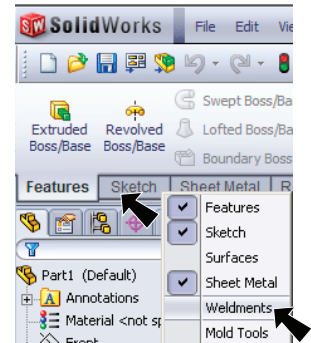 SolidWorks File Edit
Swept Boss/Ba
Extruded Boss/Base
Revolved Boss/Base
Lofted Boss/Ba
Boundary Boss
Features Sketch Sheet Metal R
Features
Sketch
Surfaces
Sheet Metal
Weldments
Mold Tools
Part1 (Default)
Annotations
Material <not sp
Front